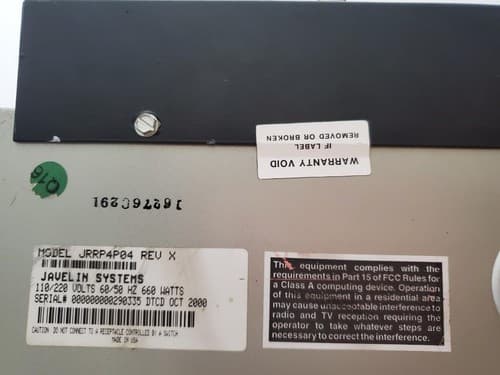 WARRANTY VOID
IF LABEL
REMOVED OR BROKEN
Q16
16276C291
MODEL JRRP4P04 REV X
JAVELIN SYSTEMS
110/220 VOLTS 60/50 HZ 660 WATTS
SERIAL# 000000000290335 DTCD OCT 2000
CAUTION: DO NOT CONNECT TO A RECEPTACLE CONTROLLED BY A SWITCH
MADE IN USA
This equipment complies with the
requirements in Part 15 of FCC Rules for
a Class A computing device. Operation
of this equipment in a residential area
may cause unacceptable interference to
radio and TV reception requiring the
operator to take whatever steps are
necessary to correct the interference.